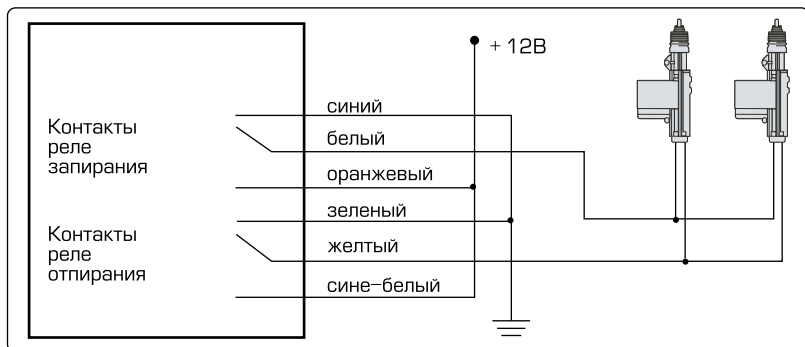 + 12В
синий
белый
Контакты
реле
запирания
оранжевый
зеленый
Контакты
реле
отпирания
желтый
сине-белый